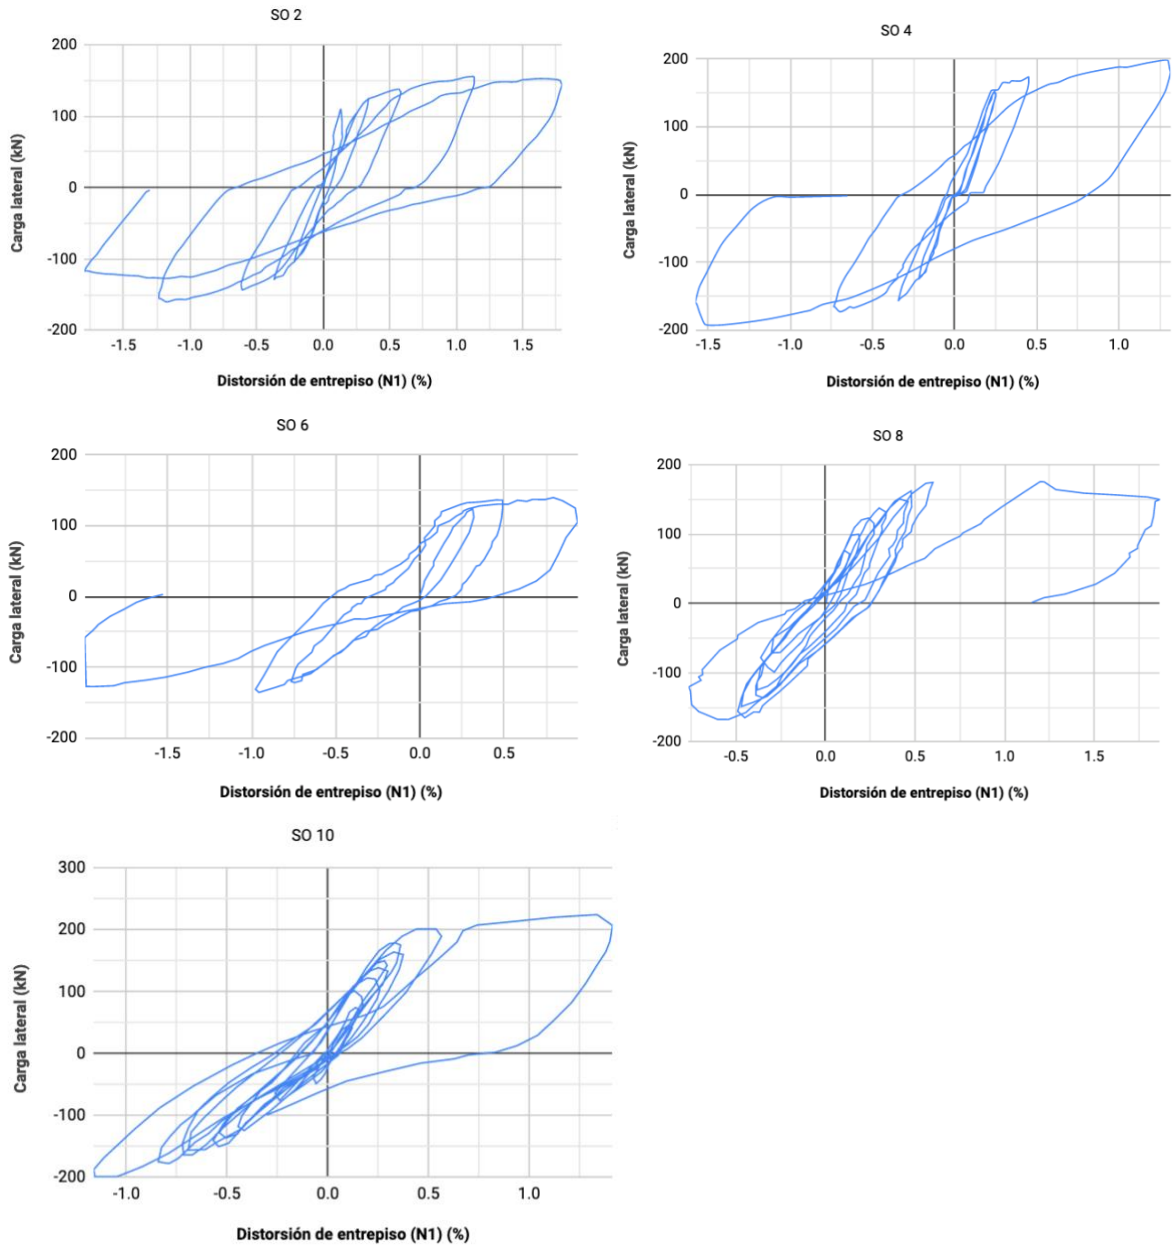 SO 2
200
100
0
-100
-200
Carga lateral (kN)
-1.5 -1.0 -0.5 0.0 0.5 1.0 1.5
Distorsión de entrepiso (N1) (%)
SO 4
200
100
0
-100
-200
Carga lateral (kN)
-1.5 -1.0 -0.5 0.0 0.5 1.0
Distorsión de entrepiso (N1) (%)
SO 6
200
100
0
-100
-200
Carga lateral (kN)
-1.5 -1.0 -0.5 0.0 0.5
Distorsión de entrepiso (N1) (%)
SO 8
200
100
0
-100
-200
Carga lateral (kN)
-0.5 0.0 0.5 1.0 1.5
Distorsión de entrepiso (N1) (%)
SO 10
300
200
100
0
-100
-200
Carga lateral (kN)
-1.0 -0.5 0.0 0.5 1.0
Distorsión de entrepiso (N1) (%)